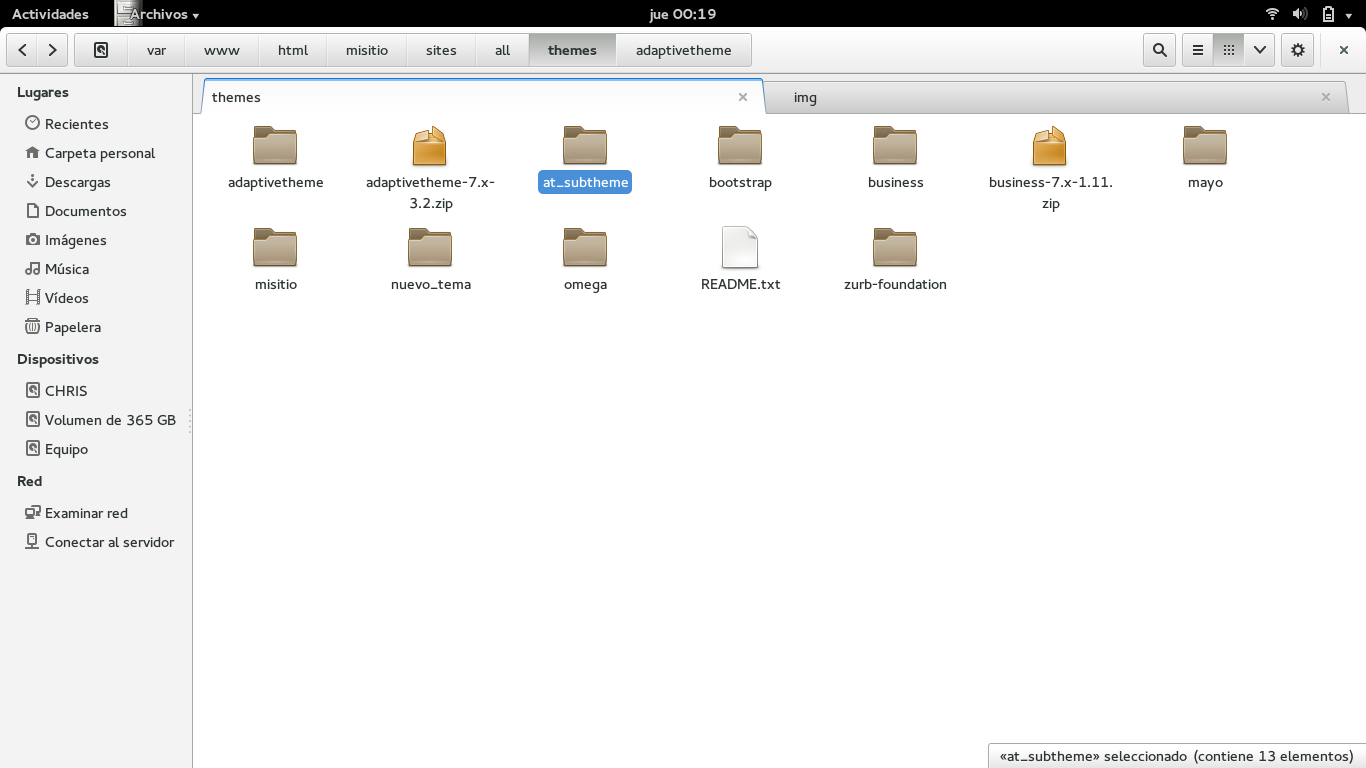 Actividades Archivos jue 00:19
var www html misitio sites all themes adaptivetheme
Lugares
Recientes
Carpeta personal
Descargas
Documentos
Imágenes
Música
Vídeos
Papelera
Dispositivos
CHRIS
Volumen de 365 GB
Equipo
Red
Examinar red
Conectar al servidor
themes img
adaptivetheme adaptivetheme-7.x- at_subtheme bootstrap business business-7.x-1.11. mayo
3.2.zip zip
misitio nuevo_tema omega README.txt zurb-foundation
«at_subtheme» seleccionado (contiene 13 elementos)